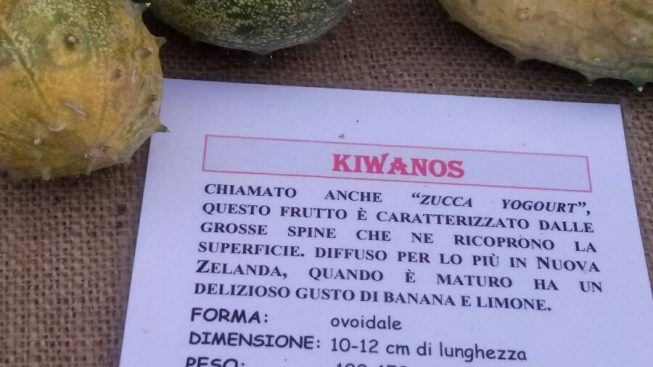 KIWANOS
CHIAMATO ANCHE "ZUCCA YOGOURT",
QUESTO FRUTTO È CARATTERIZZATO DALLE
GROSSE SPINE CHE NE RICOPRONO LA
SUPERFICIE. DIFFUSO PER LO PIÙ IN NUOVA
ZELANDA, QUANDO È MATURO HA UN
DELIZIOSO GUSTO DI BANANA E LIMONE.
FORMA: ovoidale
DIMENSIONE: 10-12 cm di lunghezza
PESO: